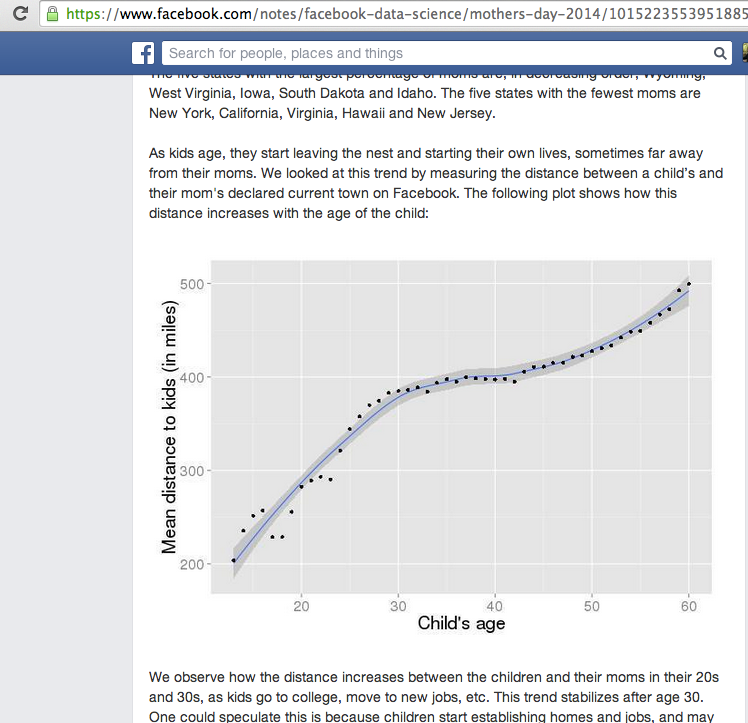 https://www.facebook.com/notes/facebook-data-science/mothers-day-2014/1015223553951885
f
Search for people, places and things
The five states with the largest percentage of moms are, in decreasing order, Wyoming,
West Virginia, Iowa, South Dakota and Idaho. The five states with the fewest moms are
New York, California, Virginia, Hawaii and New Jersey.
As kids age, they start leaving the nest and starting their own lives, sometimes far away
from their moms. We looked at this trend by measuring the distance between a child's and
their mom's declared current town on Facebook. The following plot shows how this
distance increases with the age of the child:
Mean distance to kids (in miles)
500
400
300
200
20 30 40 50 60
Child's age
We observe how the distance increases between the children and their moms in their 20s
and 30s, as kids go to college, move to new jobs, etc. This trend stabilizes after age 30.
One could speculate this is because children start establishing homes and jobs, and may